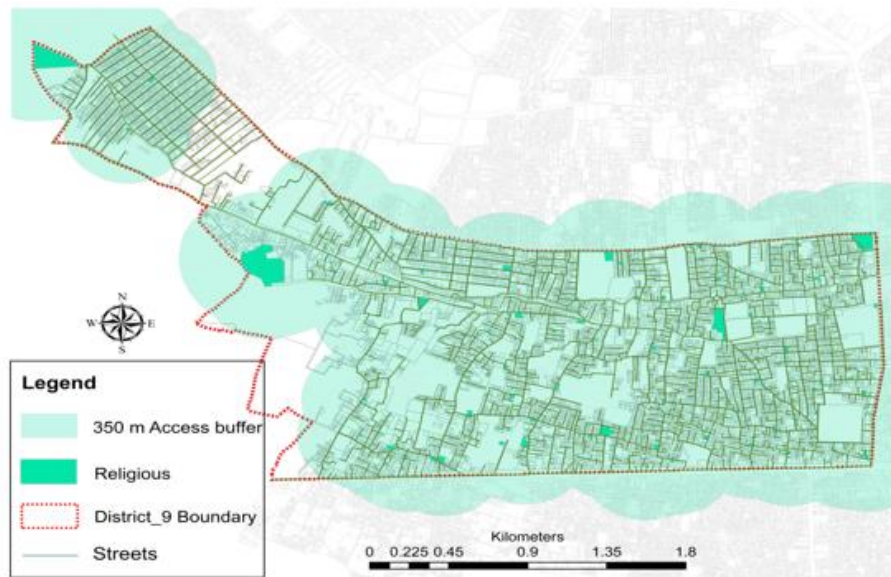 N
W E
S
Legend
350 m Access buffer
Religious
District_9 Boundary
Streets
Kilometers
0 0.225 0.45 0.9 1.35 1.8